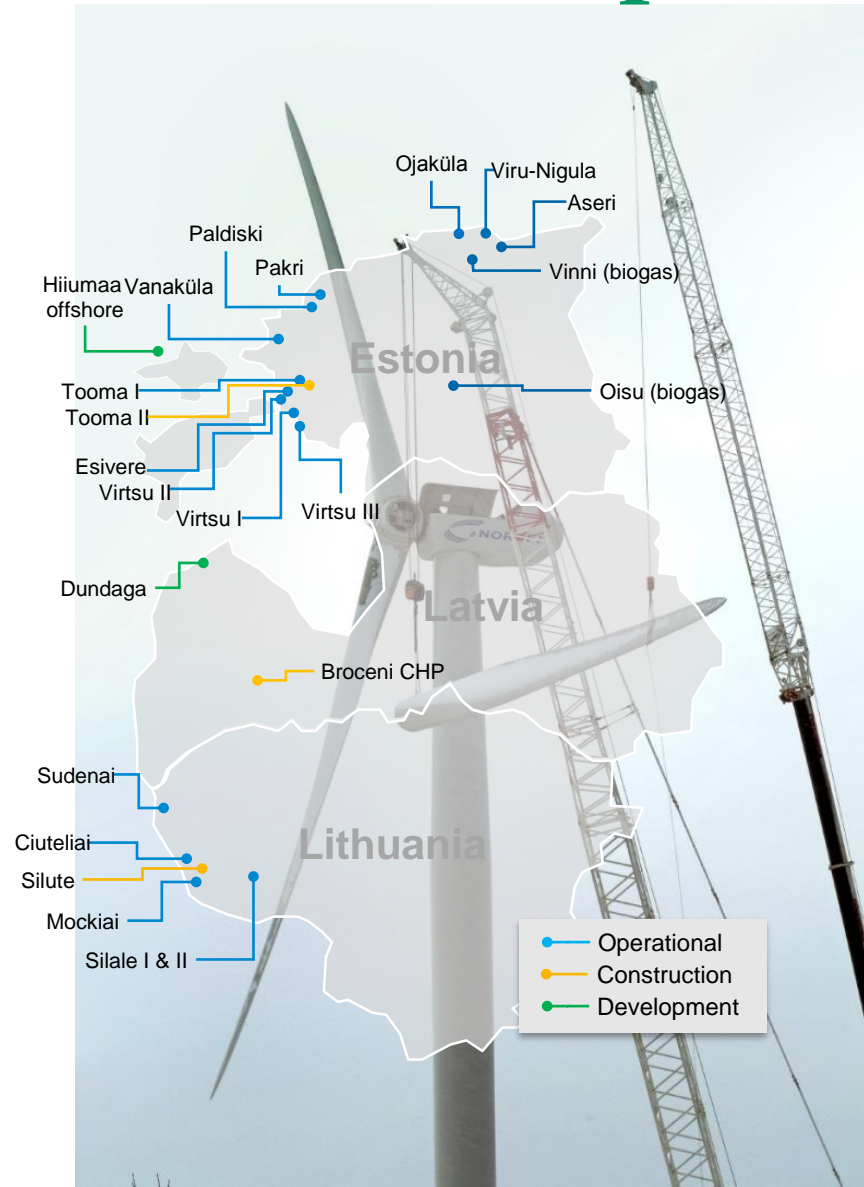 Ojaküla
Viru-Nigula
Aseri
Paldiski
Pakri
Vinni (biogas)
Hiiumaa
offshore
Vanaküla
Estonia
Tooma I
Oisu (biogas)
Tooma II
Esivere
Virtsu II
Virtsu I
Virtsu III
Dundaga
Latvia
Broceni CHP
Sudenai
Ciuteliai
Lithuania
Silute
Mockiai
Silale I & II
Operational
Construction
Development